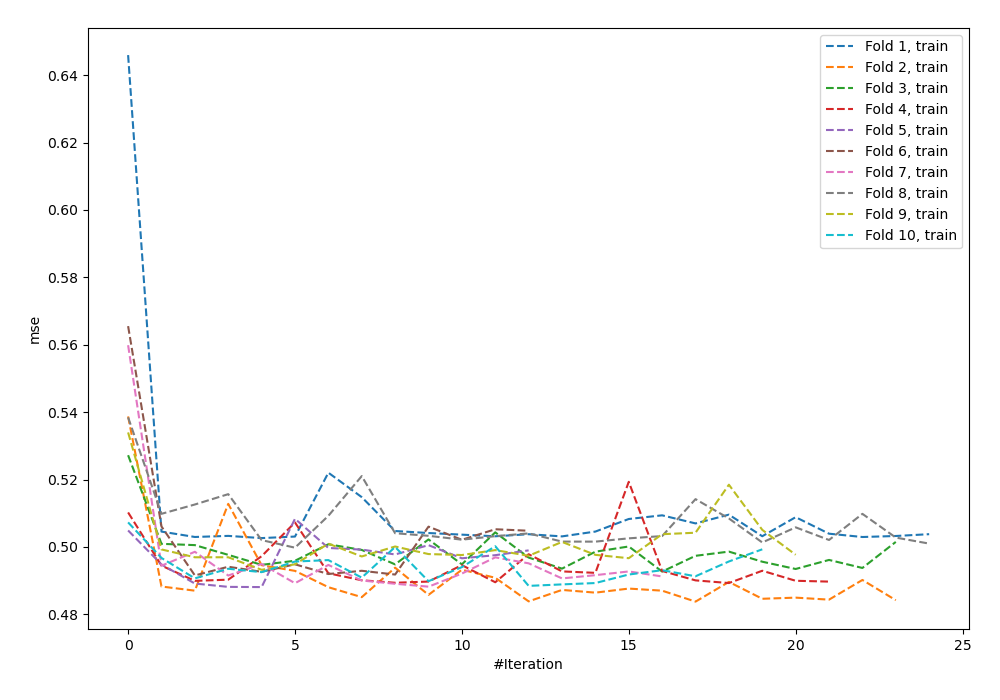 0.64
0.62
0.60
0.58
0.56
0.54
0.52
0.50
0.48
mse
0
5
10
15
20
25
#Iteration
Fold 1, train
Fold 2, train
Fold 3, train
Fold 4, train
Fold 5, train
Fold 6, train
Fold 7, train
Fold 8, train
Fold 9, train
Fold 10, train